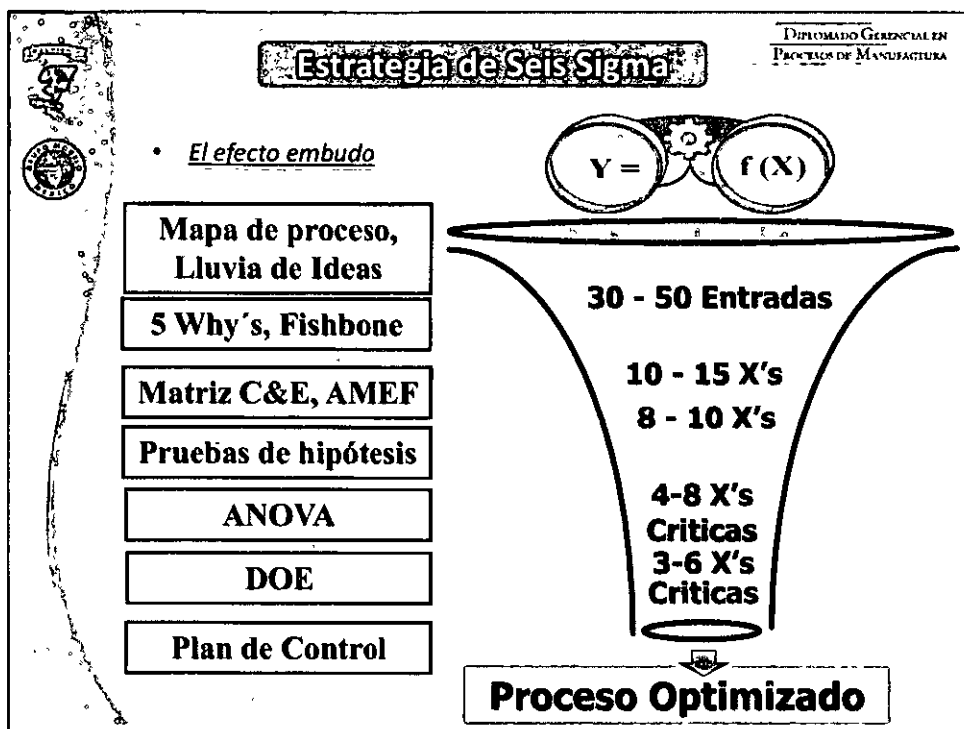 DIPLOMADO GERENCIAL EN
PROCESOS DE MANUFACTURA
Estrategia de Seis Sigma
• El efecto embudo
Y = f (X)
Mapa de proceso,
Lluvia de Ideas
5 Why´s, Fishbone
Matriz C&E, AMEF
Pruebas de hipótesis
ANOVA
DOE
Plan de Control
30 - 50 Entradas
10 - 15 X's
8 - 10 X's
4-8 X's
Criticas
3-6 X's
Criticas
Proceso Optimizado